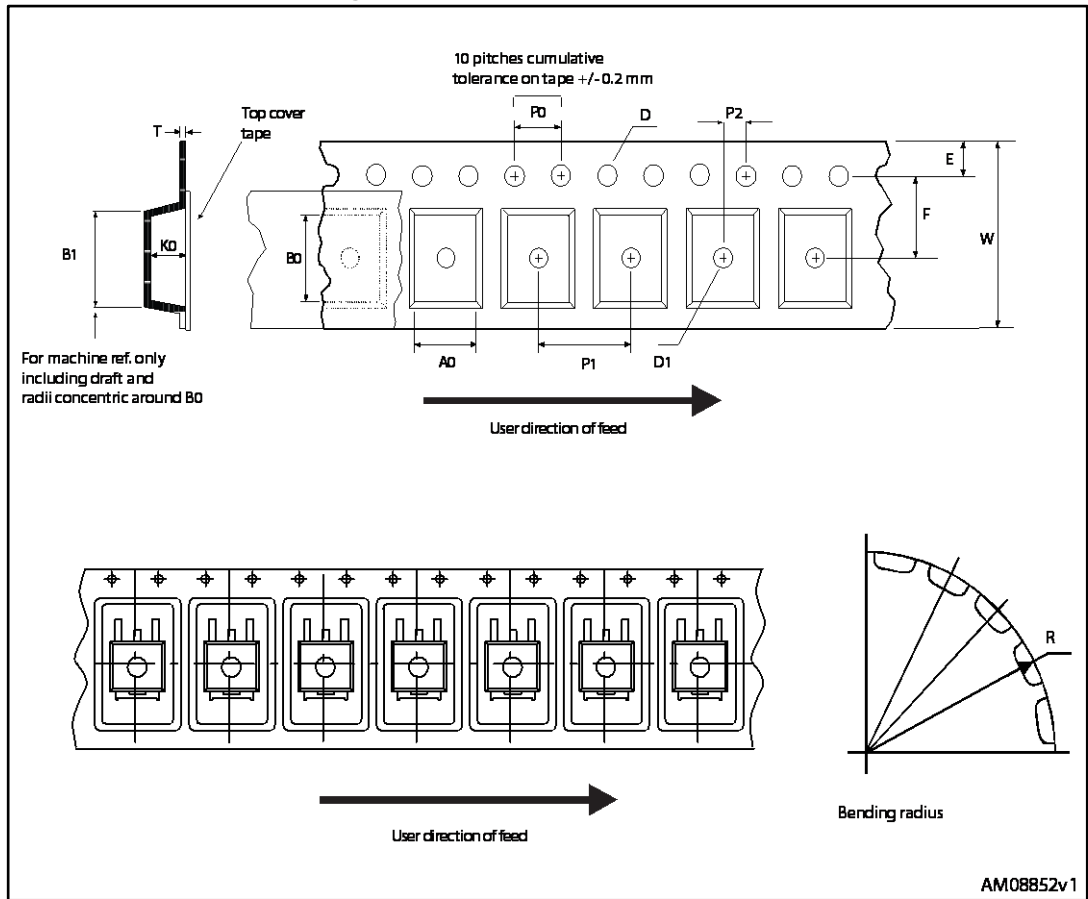 10 pitches cumulative
tolerance on tape +/- 0.2 mm
Top cover
tape
T
P0
D
P2
E
F
W
B1
K0
B0
For machine ref. only
including draft and
radii concentric around B0
A0
P1
D1
User direction of feed
R
Bending radius
User direction of feed
AM08852v1